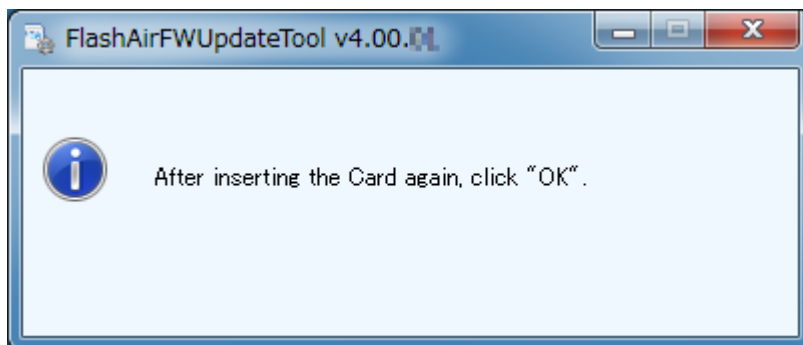 FlashAirFWUpdateTool v4.00.
After inserting the Card again, click "OK".